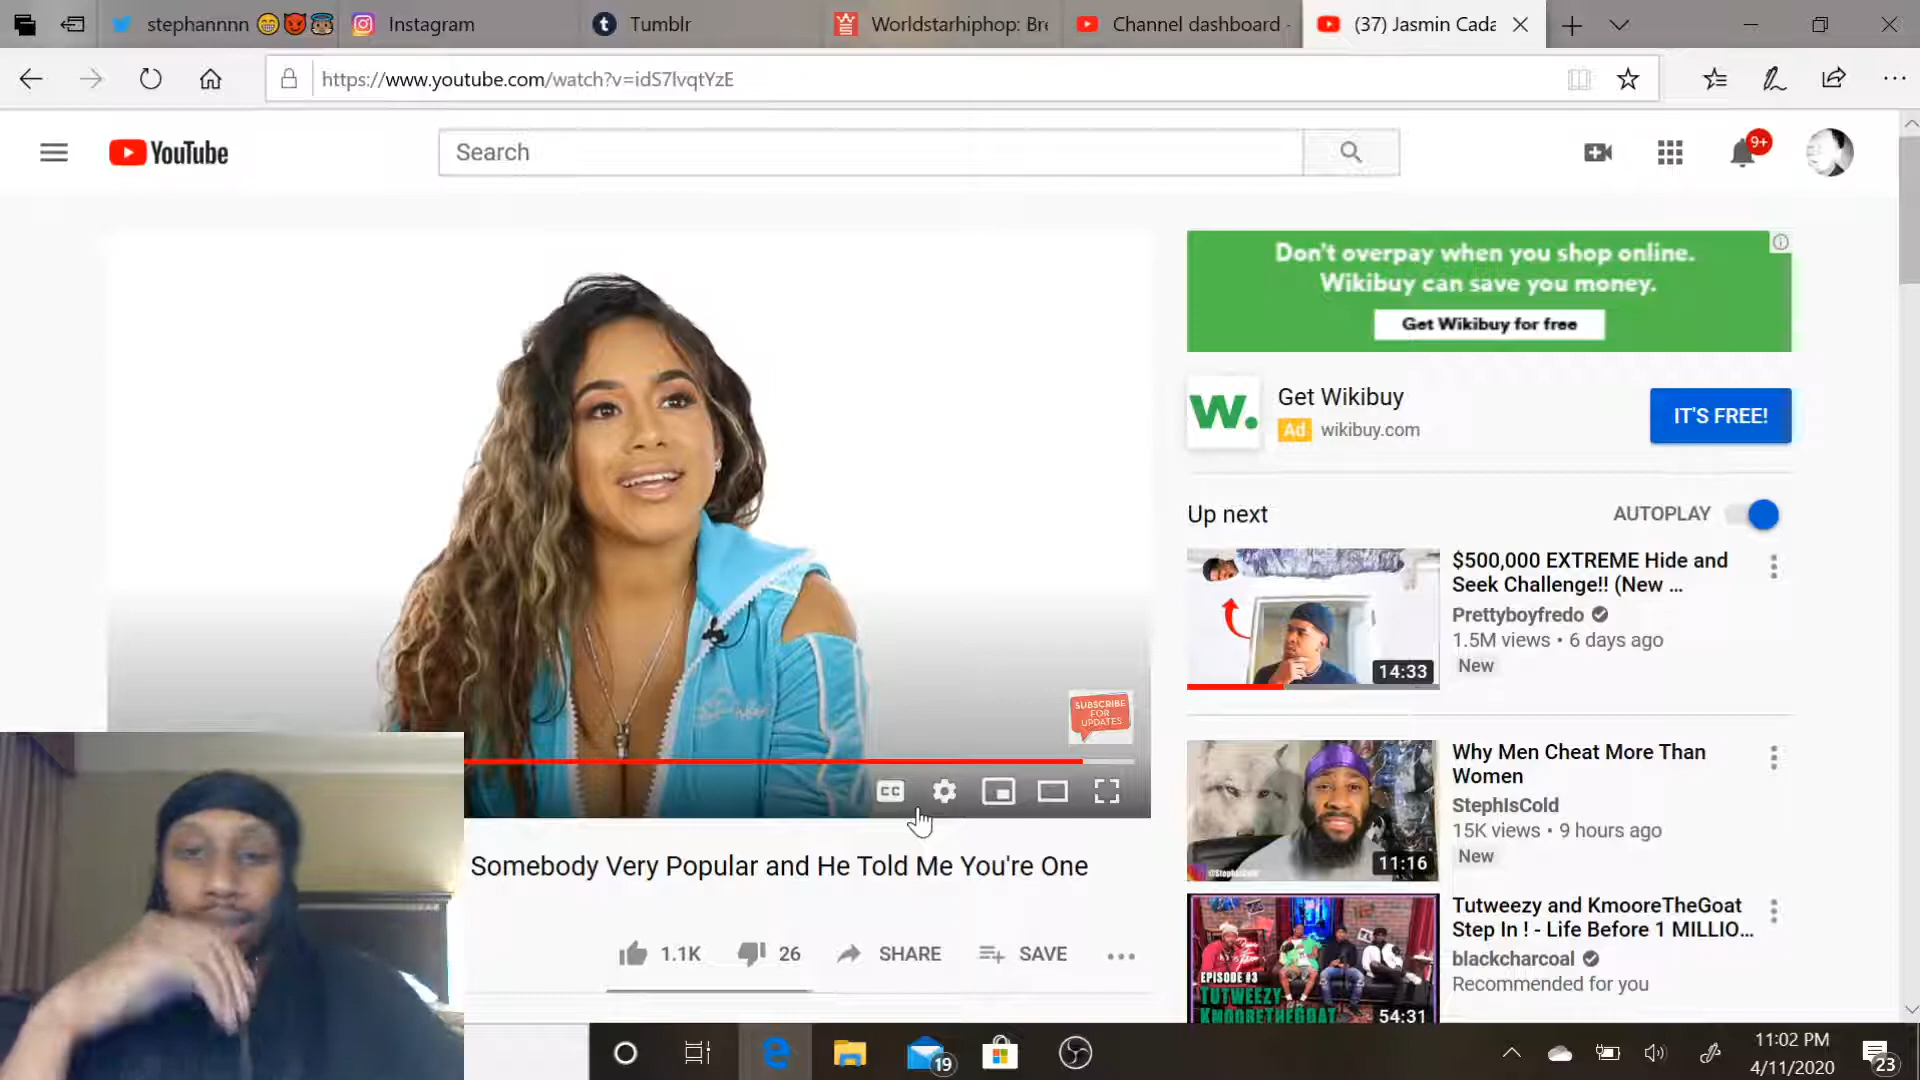 stephannnn
Instagram
Tumblr
Worldstarhiphop: Bre
Channel dashboard -
(37) Jasmin Cada
https://www.youtube.com/watch?v=idS7lvqtYzE
YouTube
Search
9+
Don't overpay when you shop online.
Wikibuy can save you money.
Get Wikibuy for free
W.
Get Wikibuy
Ad wikibuy.com
IT'S FREE!
Up next
AUTOPLAY
$500,000 EXTREME Hide and
Seek Challenge!! (New ...
Prettyboyfredo
1.5M views • 6 days ago
New
14:33
SUBSCRIBE
FOR
UPDATES
CC
Why Men Cheat More Than
Women
StephIsCold
15K views • 9 hours ago
New
11:16
@StephIsCold
Somebody Very Popular and He Told Me You're One
1.1K
26
SHARE
SAVE
Tutweezy and KmooreTheGoat
Step In ! - Life Before 1 MILLIO...
blackcharcoal
Recommended for you
EPISODE #3
TUTWEEZY
KMOORETHEGOAT
54:31
19
11:02 PM
4/11/2020
23